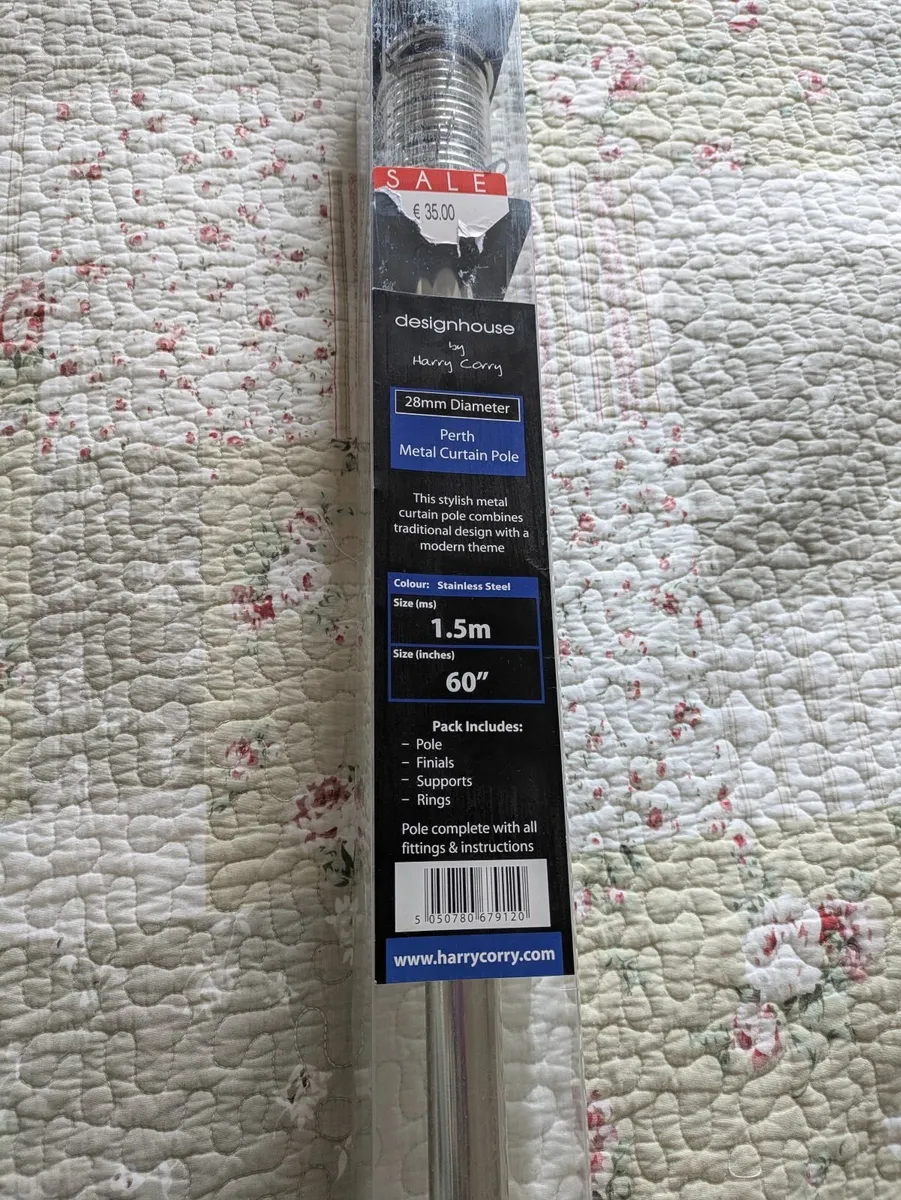 SALE
€ 35.00
designhouse
by
Harry Corry
28mm Diameter
Perth
Metal Curtain Pole
This stylish metal
curtain pole combines
traditional design with a
modern theme
Colour: Stainless Steel
Size (ms)
1.5m
Size (inches)
60"
Pack Includes:
– Pole
– Finials
– Supports
– Rings
Pole complete with all
fittings & instructions
5 050780 679120
www.harrycorry.com